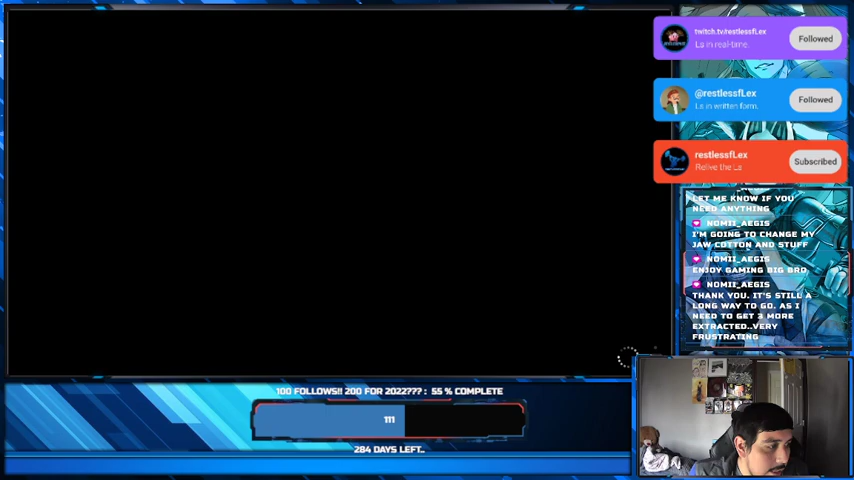 twitch.tv/restlessfLex
Ls in real-time.
Followed
@restlessfLex
Ls in written form.
Followed
restlessfLex
Relive the Ls
Subscribed
LET ME KNOW IF YOU
NEED ANYTHING
NOMII_AEGIS
I'M GOING TO CHANGE MY
JAW COTTON AND STUFF
NOMII_AEGIS
ENJOY GAMING BIG BRO
NOMII_AEGIS
THANK YOU. IT'S STILL A
LONG WAY TO GO. AS I
NEED TO GET 3 MORE
EXTRACTED..VERY
FRUSTRATING
100 FOLLOWS!! 200 FOR 2022??? : 55 % COMPLETE
111
284 DAYS LEFT..